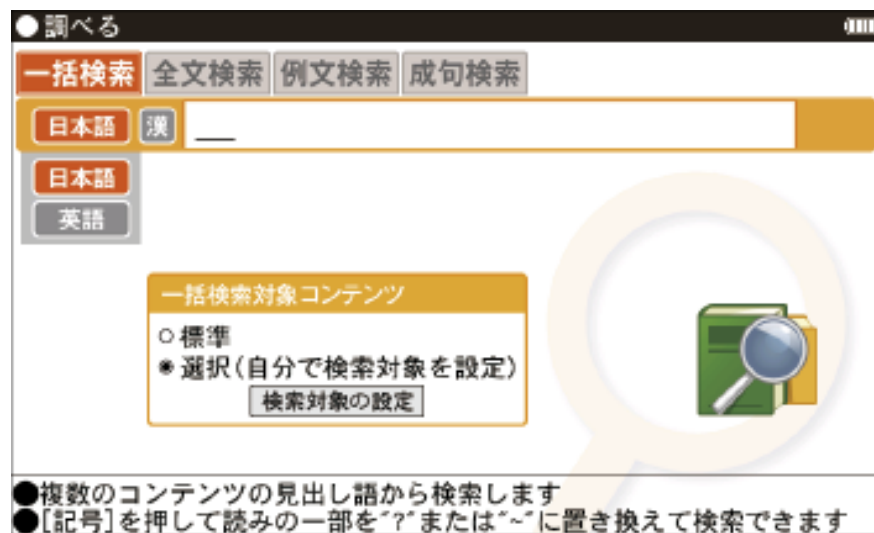 ●調べる
一括検索 全文検索 例文検索 成句検索
日本語 漢
日本語
英語
一括検索対象コンテンツ
○標準
◉選択(自分で検索対象を設定)
検索対象の設定
●複数のコンテンツの見出し語から検索します
●[記号]を押して読みの一部を"?"または"~"に置き換えて検索できます